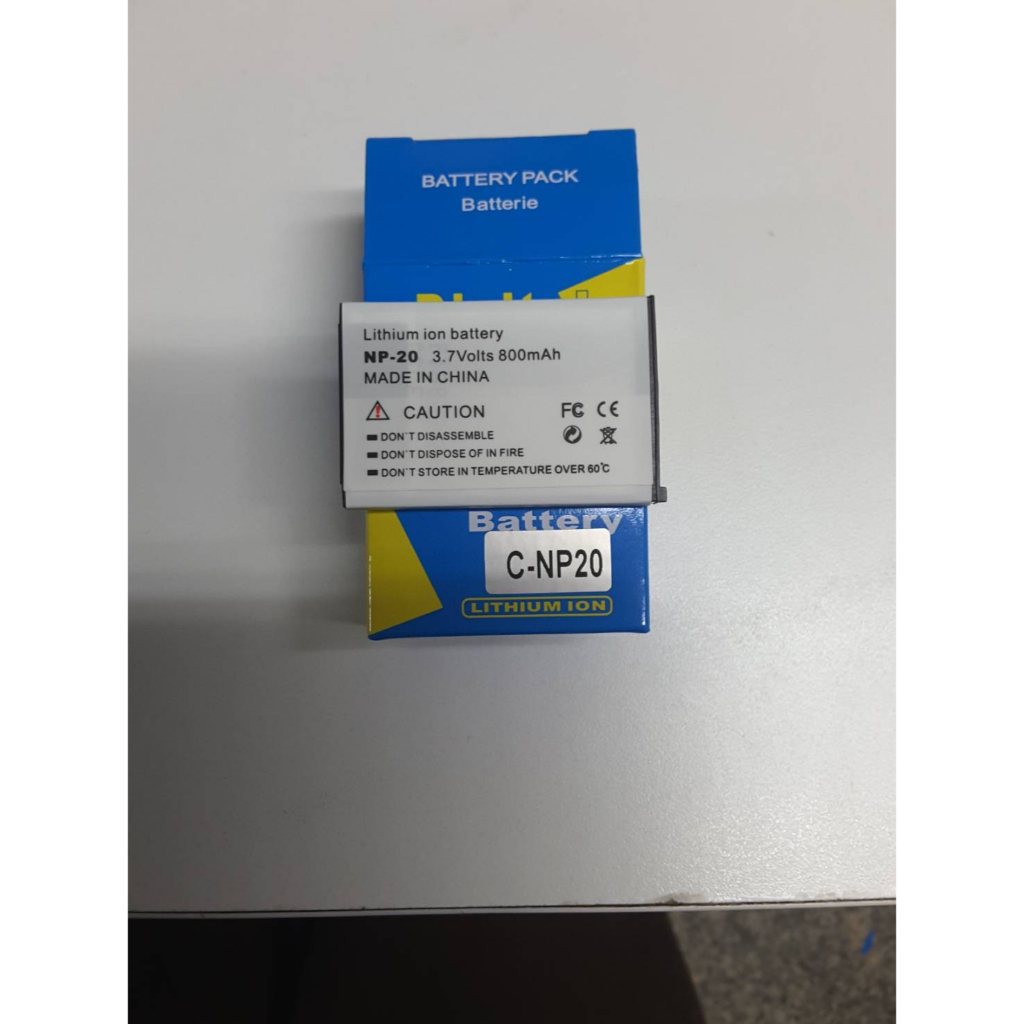 BATTERY PACK
Batterie
Lithium ion battery
NP-20 3.7Volts 800mAh
MADE IN CHINA
CAUTION
FC CE
DON'T DISASSEMBLE
DON'T DISPOSE OF IN FIRE
DON'T STORE IN TEMPERATURE OVER 60℃
Battery
C-NP20
LITHIUM ION